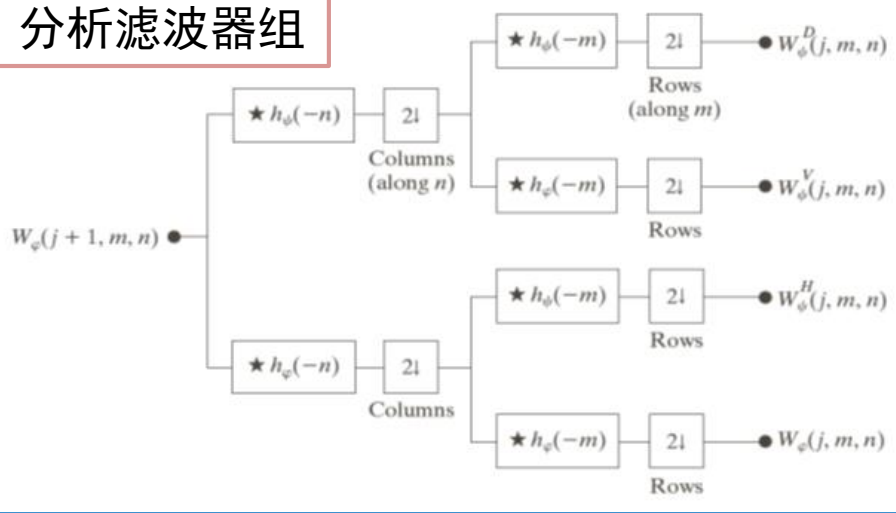 分析滤波器组
★ h_ψ(−m)
2↓
W_ψ^D(j, m, n)
Rows
(along m)
★ h_ψ(−n)
2↓
Columns
(along n)
★ h_φ(−m)
2↓
W_ψ^V(j, m, n)
Rows
W_φ(j + 1, m, n)
★ h_ψ(−m)
2↓
W_ψ^H(j, m, n)
Rows
★ h_φ(−n)
2↓
Columns
★ h_φ(−m)
2↓
W_φ(j, m, n)
Rows